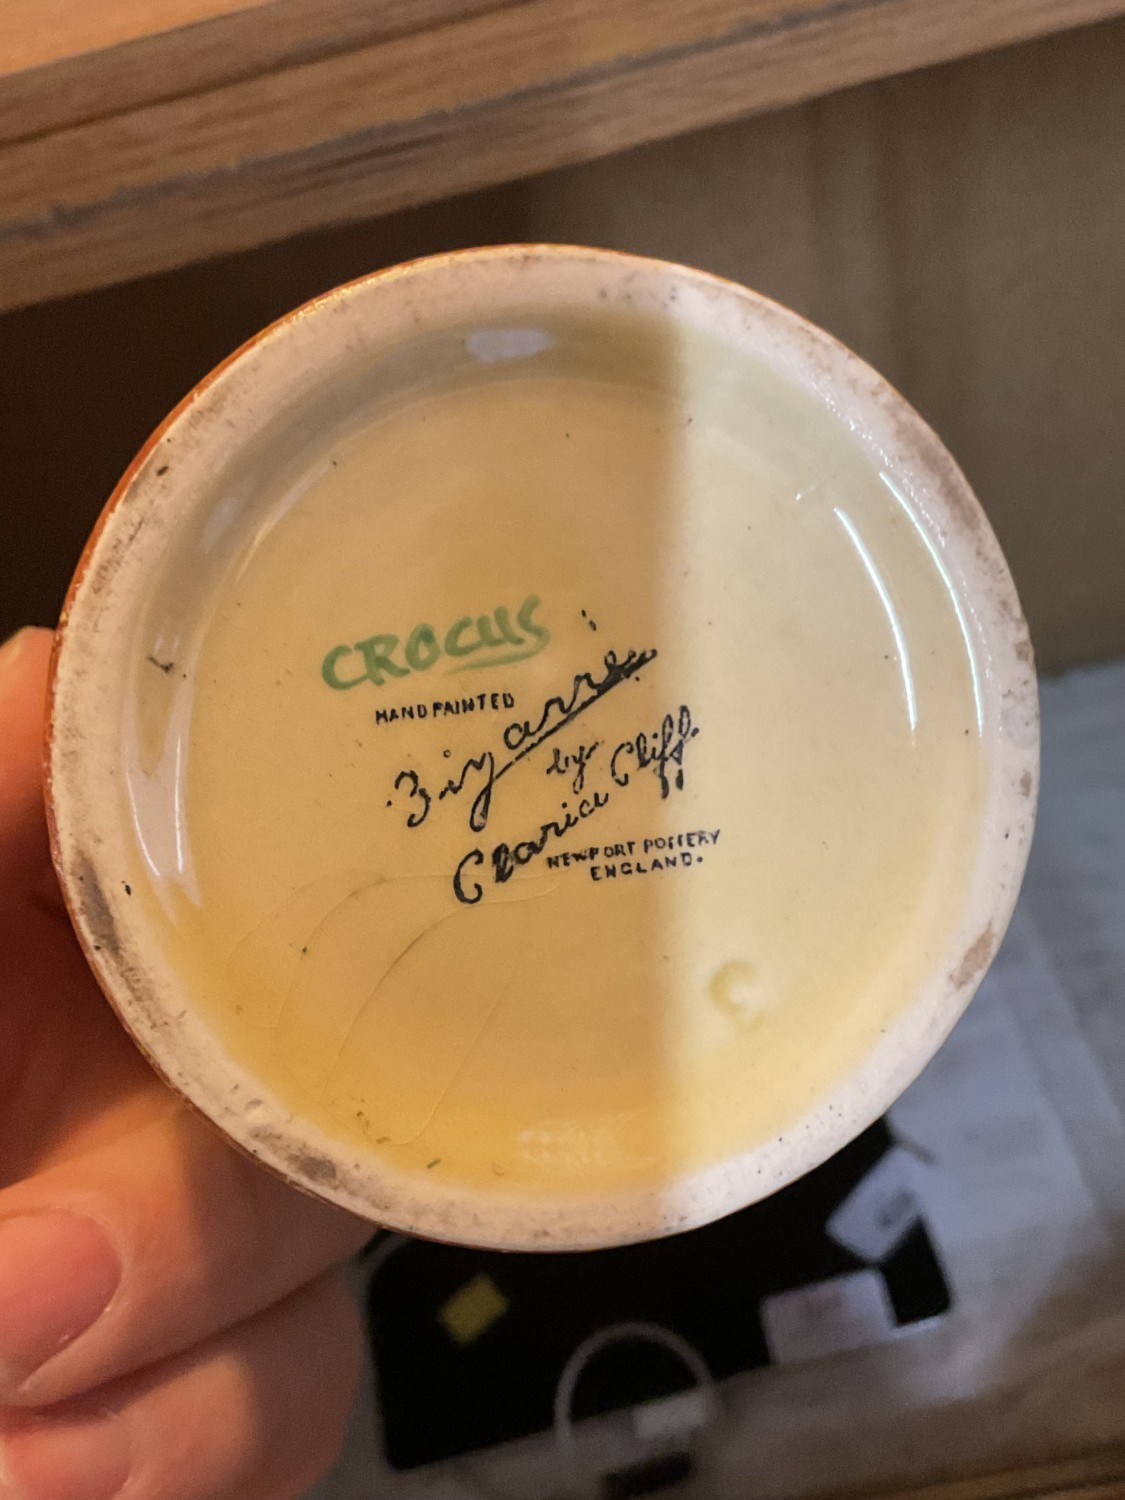 CROCUS
HAND PAINTED
Bizarre
by
Clarice Cliff
NEWPORT POTTERY
ENGLAND.